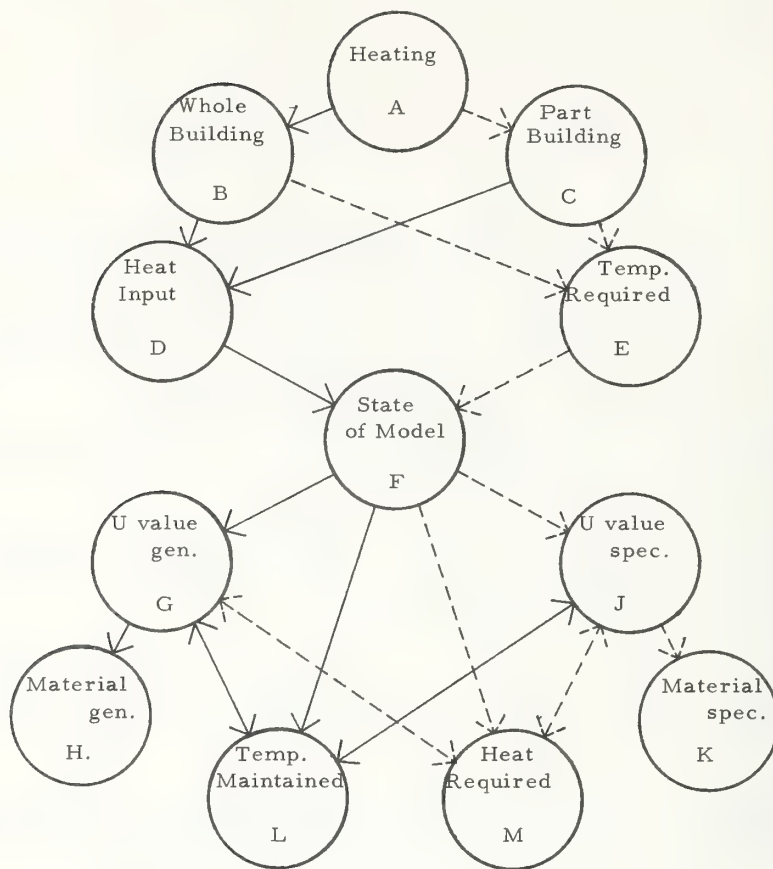 Heating
A
Whole
Building
B
Part
Building
C
Heat
Input
D
Temp.
Required
E
State
of Model
F
U value
gen.
G
U value
spec.
J
Material
gen.
H.
Material
spec.
K
Temp.
Maintained
L
Heat
Required
M